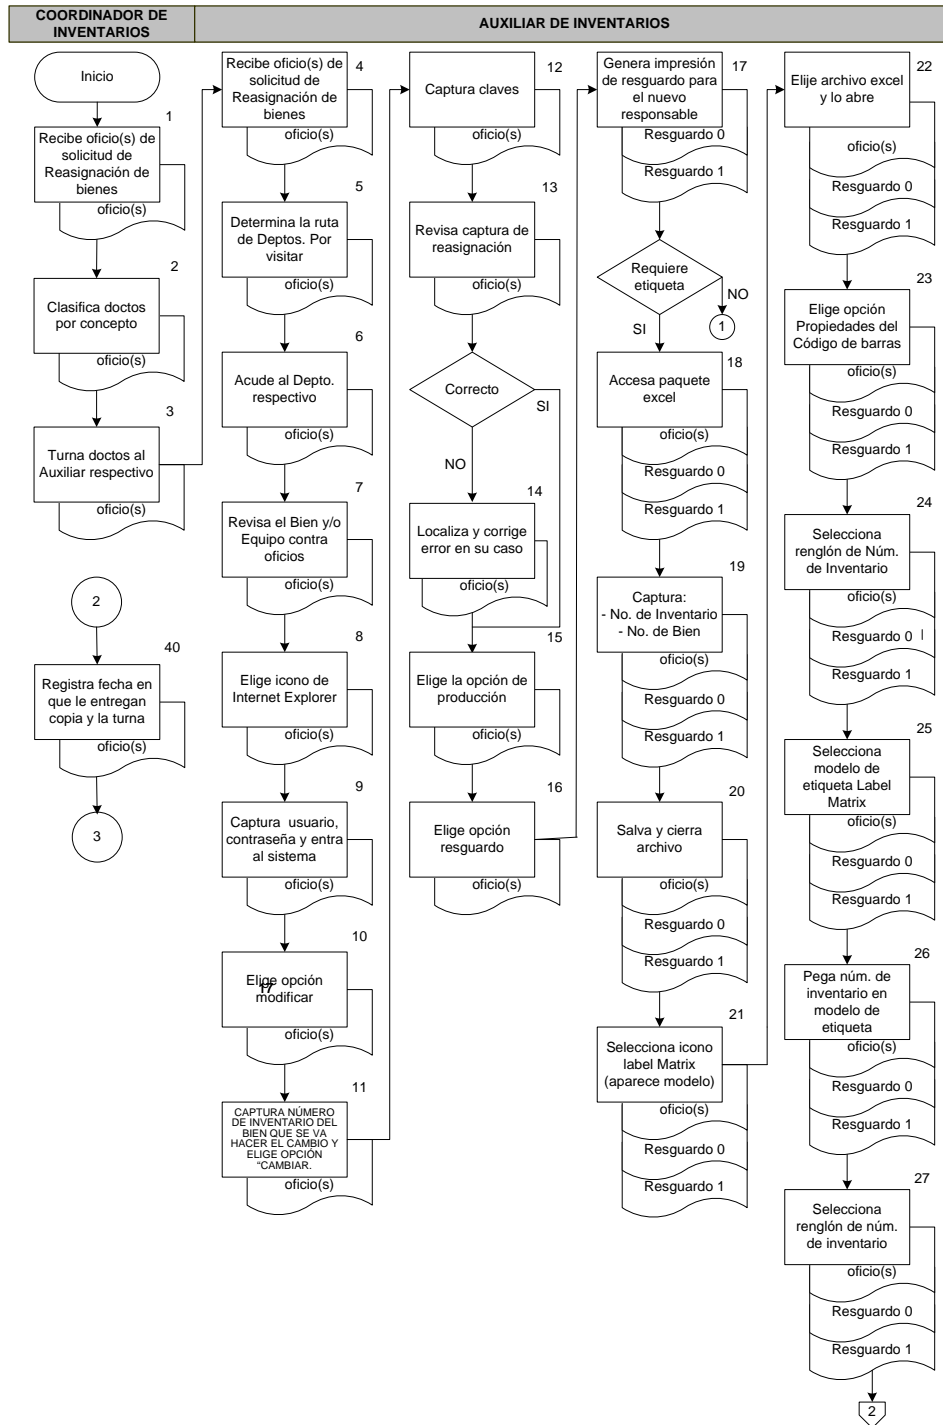 COORDINADOR DE
INVENTARIOS
AUXILIAR DE INVENTARIOS
Inicio
1
Recibe oficio(s) de
solicitud de
Reasignación de
bienes
oficio(s)
2
Clasifica doctos
por concepto
oficio(s)
3
Turna doctos al
Auxiliar respectivo
oficio(s)
2
40
Registra fecha en
que le entregan
copia y la turna
oficio(s)
3
4
Recibe oficio(s) de
solicitud de
Reasignación de
bienes
oficio(s)
5
Determina la ruta
de Deptos. Por
visitar
oficio(s)
6
Acude al Depto.
respectivo
oficio(s)
7
Revisa el Bien y/o
Equipo contra
oficios
oficio(s)
8
Elige icono de
Internet Explorer
oficio(s)
9
Captura usuario,
contraseña y entra
al sistema
oficio(s)
10
Elige opción
modificar
17
oficio(s)
11
CAPTURA NÚMERO
DE INVENTARIO DEL
BIEN QUE SE VA
HACER EL CAMBIO Y
ELIGE OPCIÓN
"CAMBIAR.
oficio(s)
12
Captura claves
oficio(s)
13
Revisa captura de
reasignación
oficio(s)
Correcto
SI
NO
14
Localiza y corrige
error en su caso
oficio(s)
15
Elige la opción de
producción
oficio(s)
16
Elige opción
resguardo
oficio(s)
17
Genera impresión
de resguardo para
el nuevo
responsable
Resguardo 0
Resguardo 1
Requiere
etiqueta
NO
1
SI
18
Accesa paquete
excel
oficio(s)
Resguardo 0
Resguardo 1
19
Captura:
- No. de Inventario
- No. de Bien
oficio(s)
Resguardo 0
Resguardo 1
20
Salva y cierra
archivo
oficio(s)
Resguardo 0
Resguardo 1
21
Selecciona icono
label Matrix
(aparece modelo)
oficio(s)
Resguardo 0
Resguardo 1
22
Elije archivo excel
y lo abre
oficio(s)
Resguardo 0
Resguardo 1
23
Elige opción
Propiedades del
Código de barras
oficio(s)
Resguardo 0
Resguardo 1
24
Selecciona
renglón de Núm.
de Inventario
oficio(s)
Resguardo 0
Resguardo 1
25
Selecciona
modelo de
etiqueta Label
Matrix
oficio(s)
Resguardo 0
Resguardo 1
26
Pega núm. de
inventario en
modelo de
etiqueta
oficio(s)
Resguardo 0
Resguardo 1
27
Selecciona
renglón de núm.
de inventario
oficio(s)
Resguardo 0
Resguardo 1
2